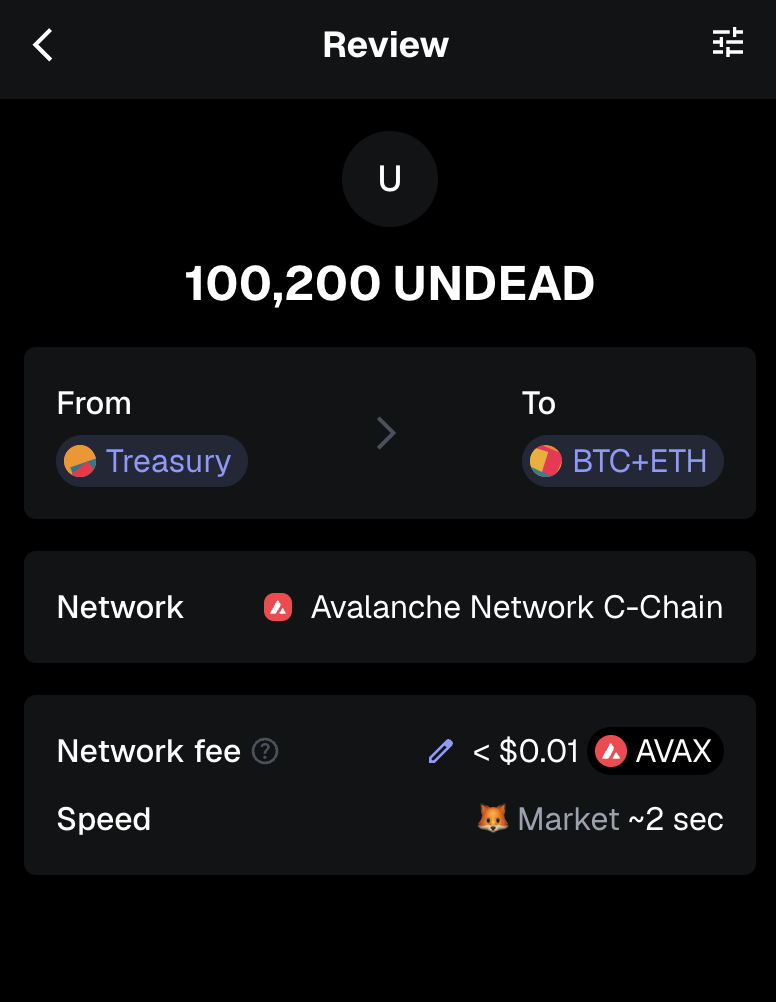 Review
U
100,200 UNDEAD
From
To
Treasury
BTC+ETH
Network
Avalanche Network C-Chain
Network fee ? < $0.01 AVAX
Speed
Market ~2 sec